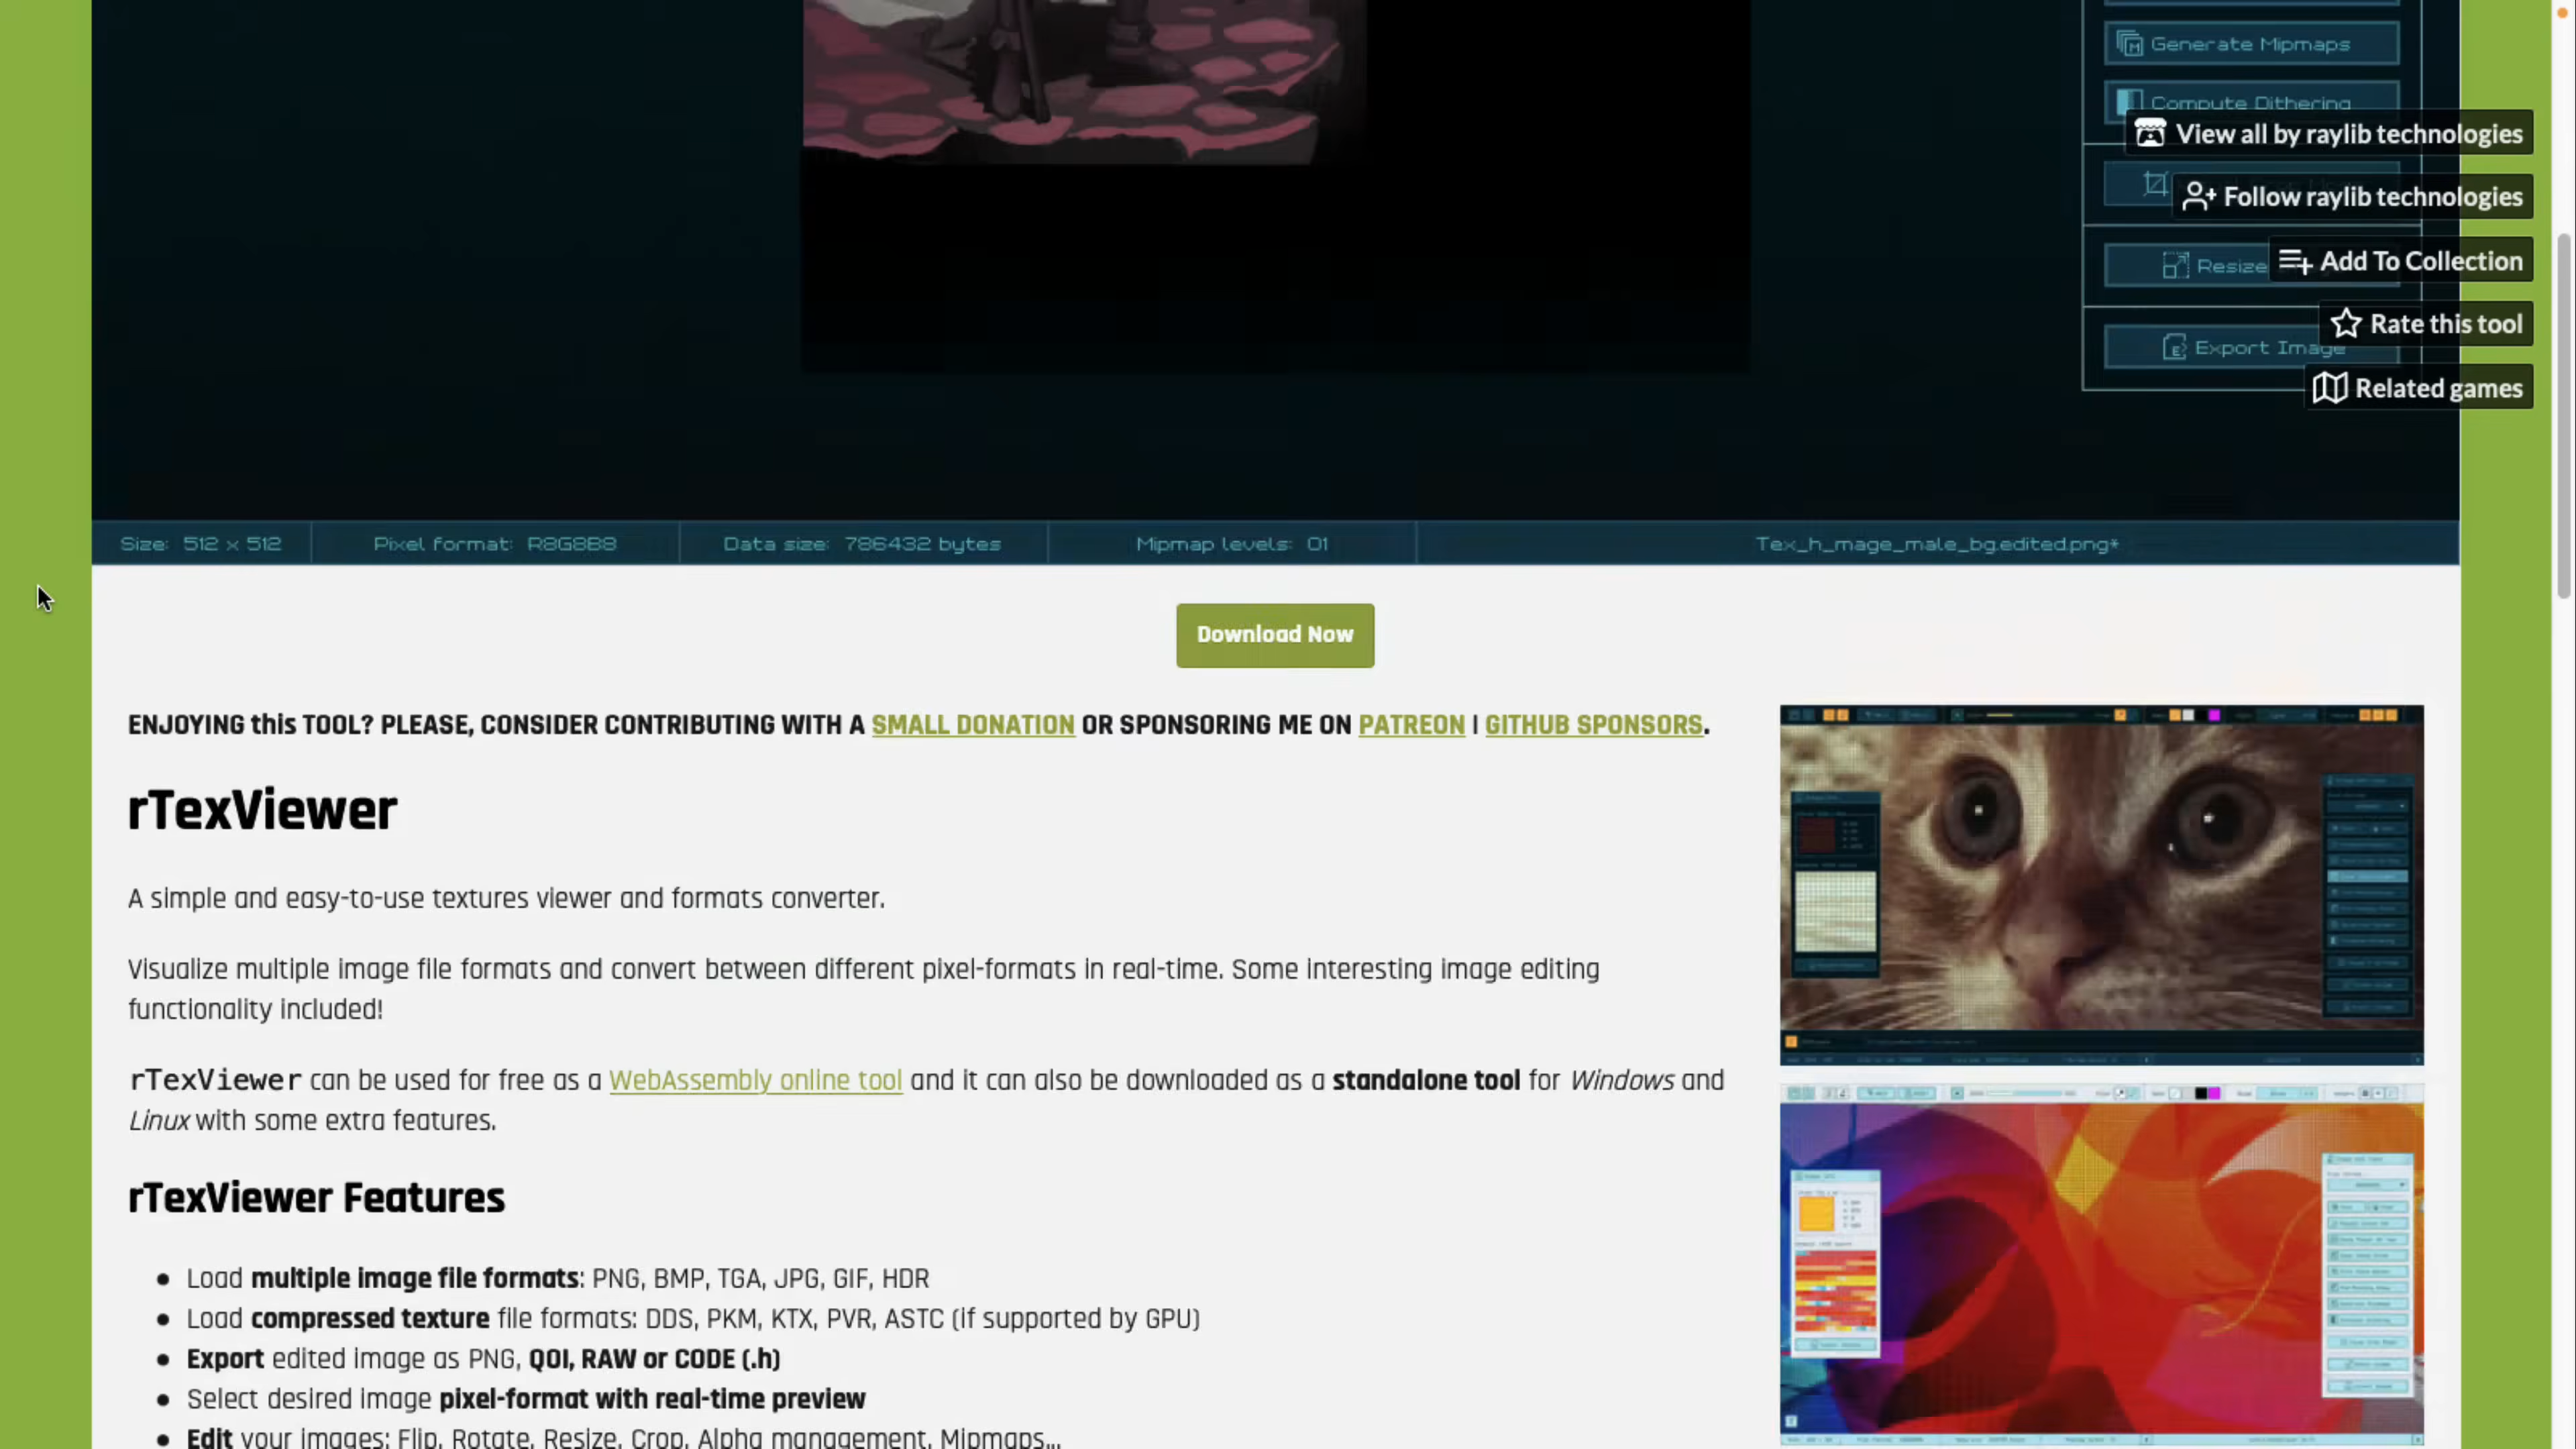 Generate Mipmaps
Compute Dithering
View all by raylib technologies
Follow raylib technologies
Resize
Add To Collection
Rate this tool
Export Image
Related games
Size: 512 x 512
Pixel format: R8G8B8
Data size: 786432 bytes
Mipmap levels: 01
Tex_h_mage_male_bg.edited.png*
Download Now
ENJOYING this TOOL? PLEASE, CONSIDER CONTRIBUTING WITH A SMALL DONATION OR SPONSORING ME ON PATREON | GITHUB SPONSORS.
rTexViewer
A simple and easy-to-use textures viewer and formats converter.
Visualize multiple image file formats and convert between different pixel-formats in real-time. Some interesting image editing
functionality included!
rTexViewer can be used for free as a WebAssembly online tool and it can also be downloaded as a standalone tool for Windows and
Linux with some extra features.
rTexViewer Features
• Load multiple image file formats: PNG, BMP, TGA, JPG, GIF, HDR
• Load compressed texture file formats: DDS, PKM, KTX, PVR, ASTC (if supported by GPU)
• Export edited image as PNG, QOI, RAW or CODE (.h)
• Select desired image pixel-format with real-time preview
• Edit your images: Flip, Rotate, Resize, Crop, Alpha management, Mipmaps...